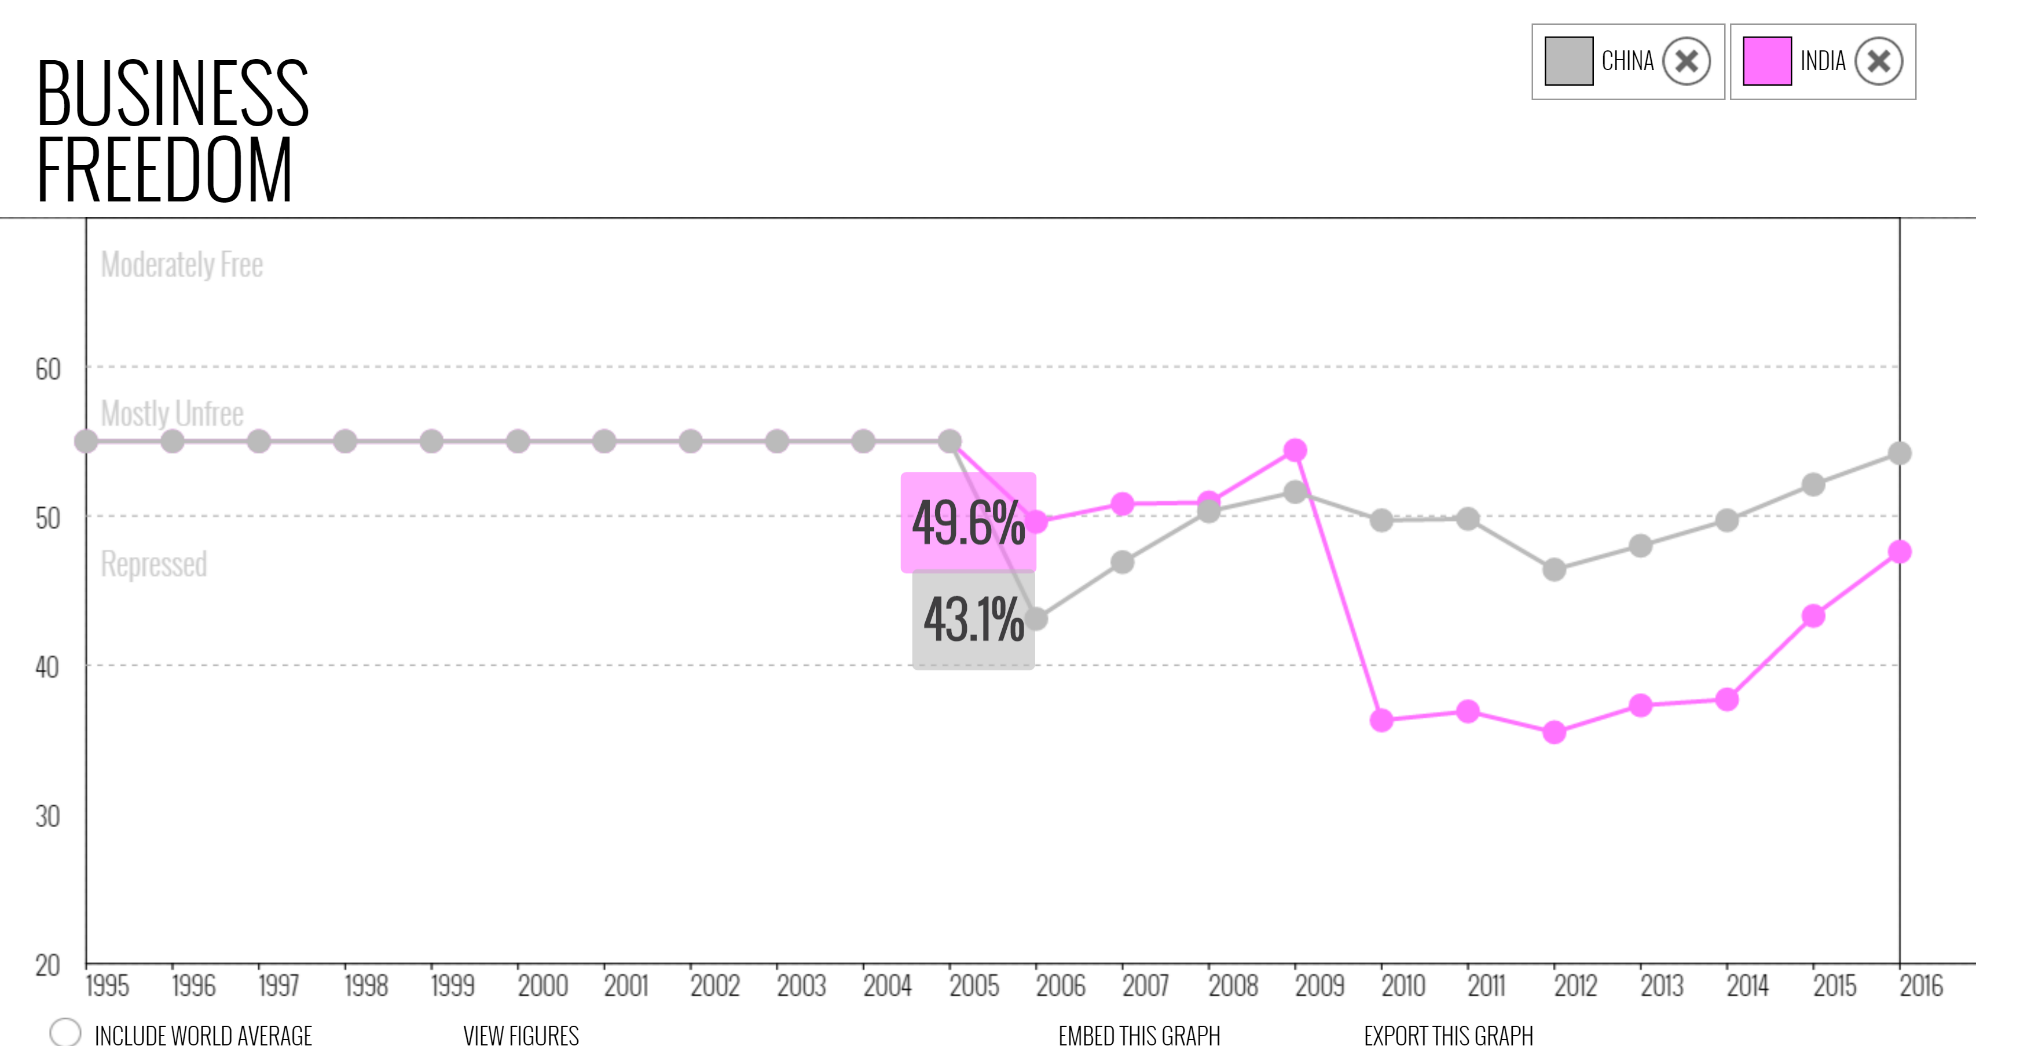 CHINA
INDIA
BUSINESS
FREEDOM
Moderately Free
60
Mostly Unfree
49.6%
50
Repressed
43.1%
40
30
20
1995 1996 1997 1998 1999 2000 2001 2002 2003 2004 2005 2006 2007 2008 2009 2010 2011 2012 2013 2014 2015 2016
INCLUDE WORLD AVERAGE VIEW FIGURES EMBED THIS GRAPH EXPORT THIS GRAPH